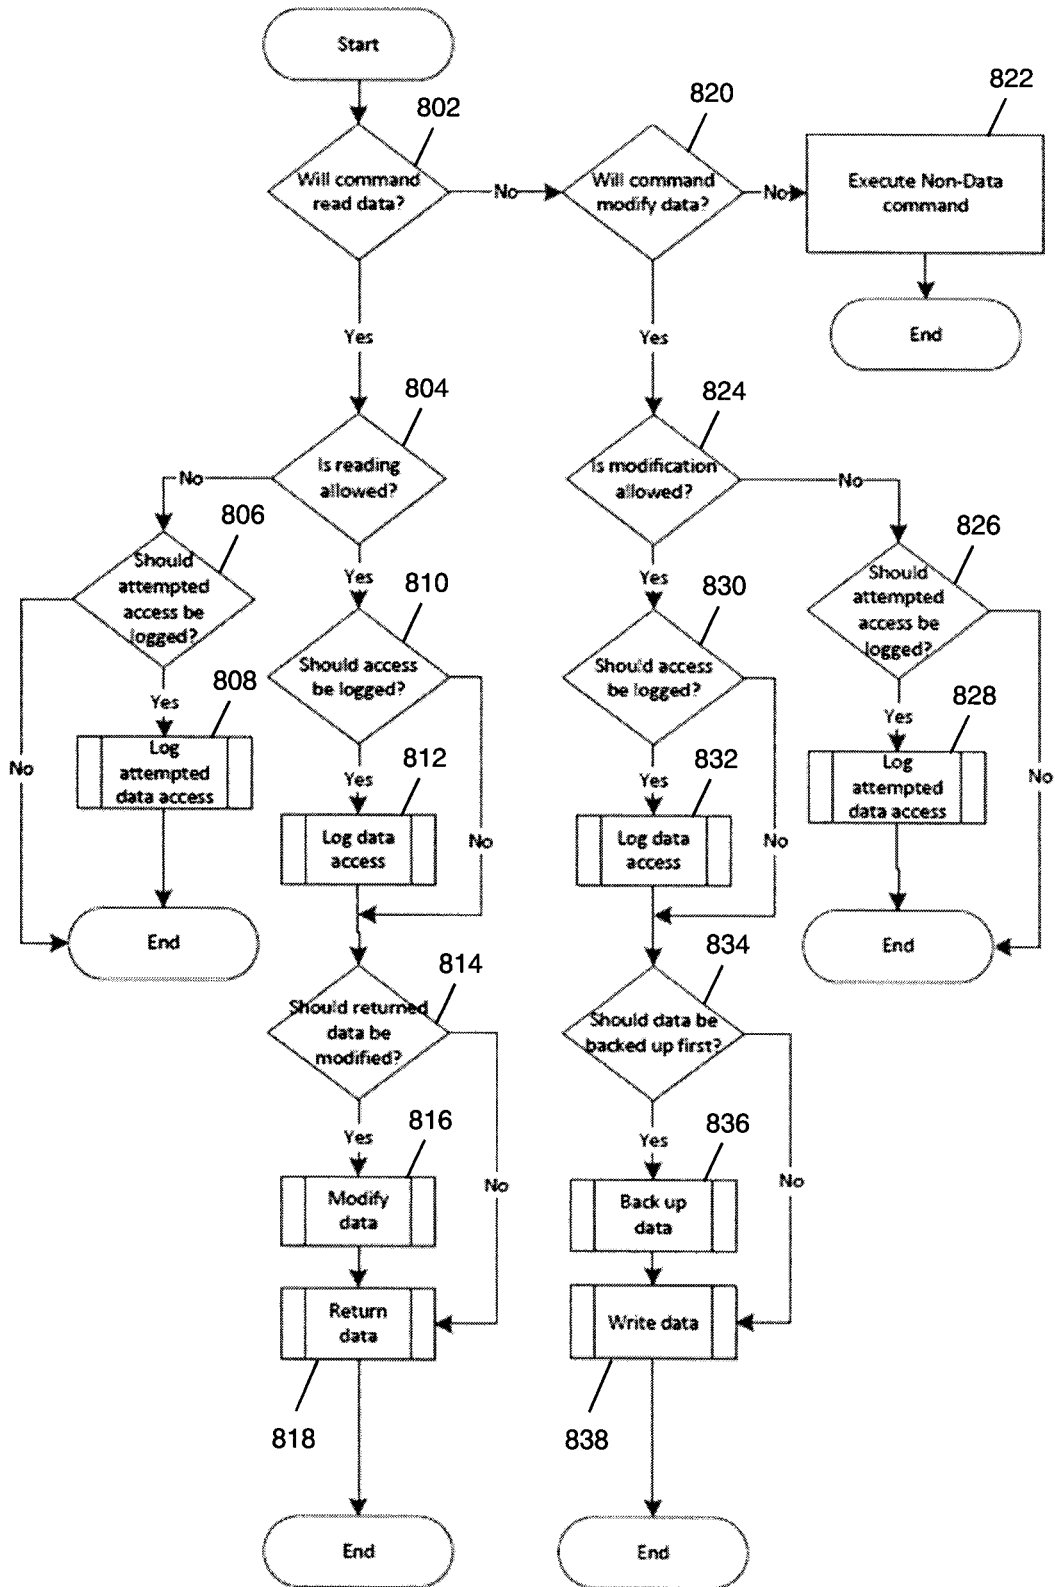 Start
802
820
822
Will command
read data?
No
Will command
modify data?
No
Execute Non-Data
command
End
Yes
Yes
804
824
Is reading
allowed?
No
Is modification
allowed?
No
806
826
Should
attempted
access be
logged?
Yes
810
Yes
830
Should
attempted
access be
logged?
Should access
be logged?
Should access
be logged?
Yes
808
Yes
828
Log
attempted
data access
No
Yes
812
Yes
832
Log
attempted
data access
No
Log data
access
No
Log data
access
No
End
End
814
834
Should returned
data be
modified?
Should data be
backed up first?
Yes
816
Yes
836
Modify
data
No
Back up
data
No
Return
data
Write data
818
838
End
End